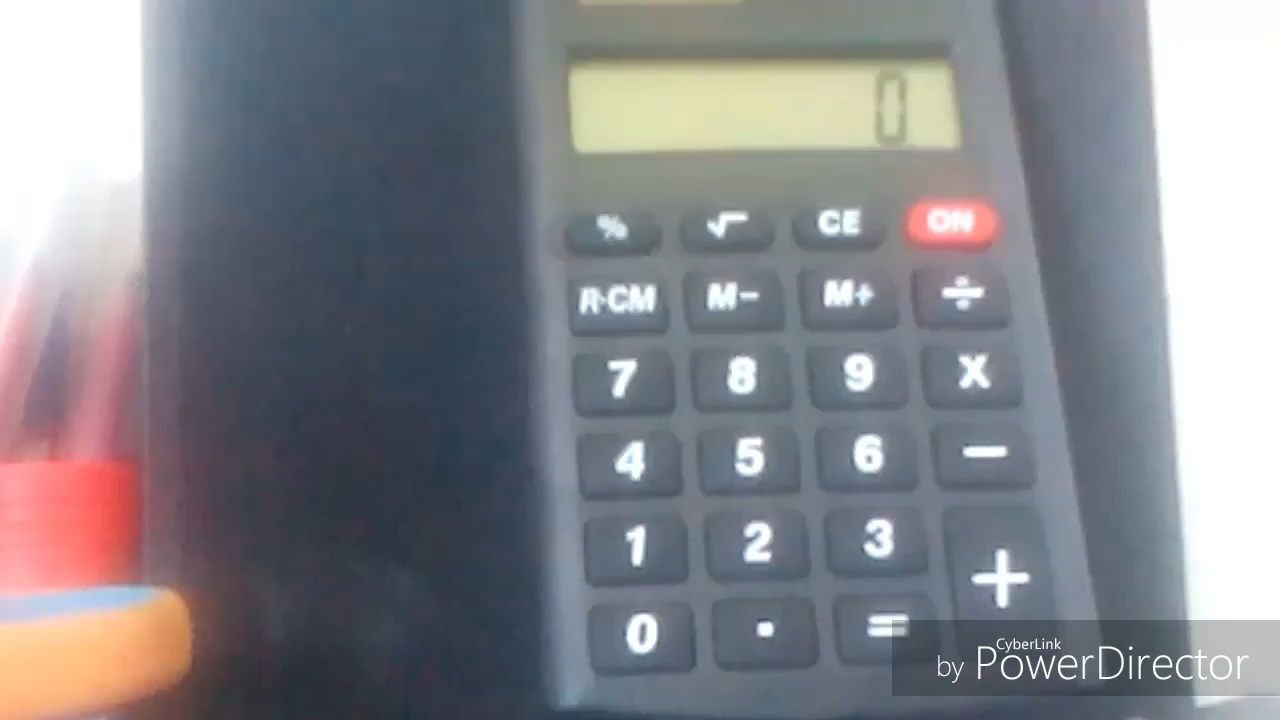 0
% √ CE ON
R·CM M− M+ ÷
7 8 9 X
4 5 6 −
1 2 3 +
0 . =
CyberLink
by PowerDirector